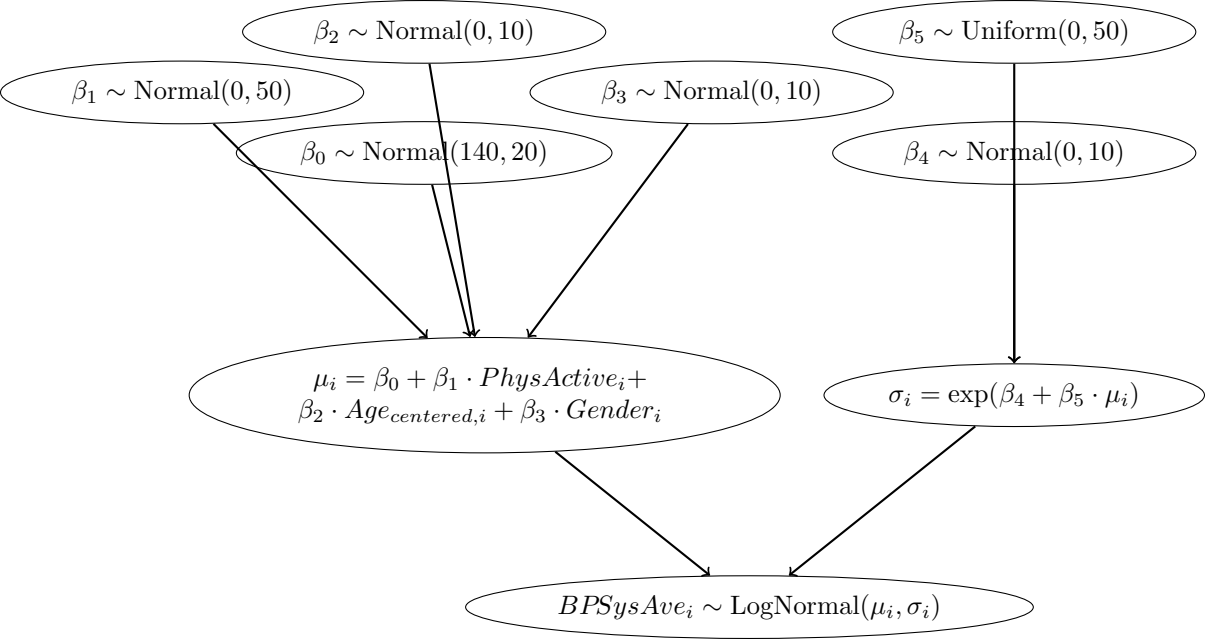 β₂ ∼ Normal(0, 10)
β₅ ∼ Uniform(0, 50)
β₁ ∼ Normal(0, 50)
β₃ ∼ Normal(0, 10)
β₀ ∼ Normal(140, 20)
β₄ ∼ Normal(0, 10)
μᵢ = β₀ + β₁ · PhysActiveᵢ+
β₂ · Age_{centered,i} + β₃ · Genderᵢ
σᵢ = exp(β₄ + β₅ · μᵢ)
BPSysAveᵢ ∼ LogNormal(μᵢ, σᵢ)